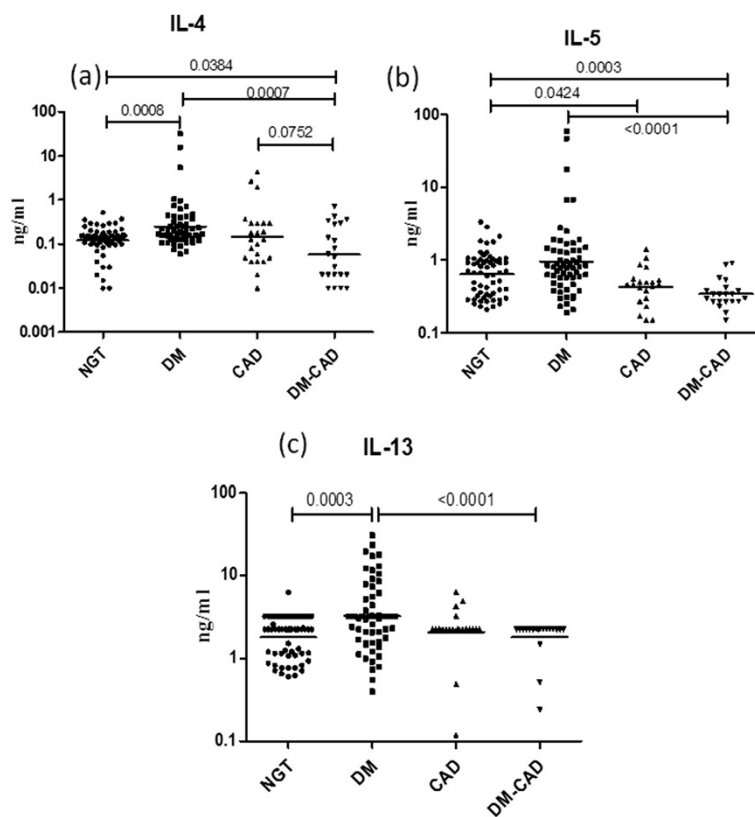 IL-4
(a)
0.0384
0.0007
0.0008
0.0752
100
10
1
0.1
0.01
0.001
ng/ml
NGT
DM
CAD
DM-CAD
IL-5
(b)
0.0003
0.0424
<0.0001
100
10
1
0.1
ng/ml
NGT
DM
CAD
DM-CAD
(c)
IL-13
0.0003
<0.0001
100
10
1
0.1
ng/ml
NGT
DM
CAD
DM-CAD